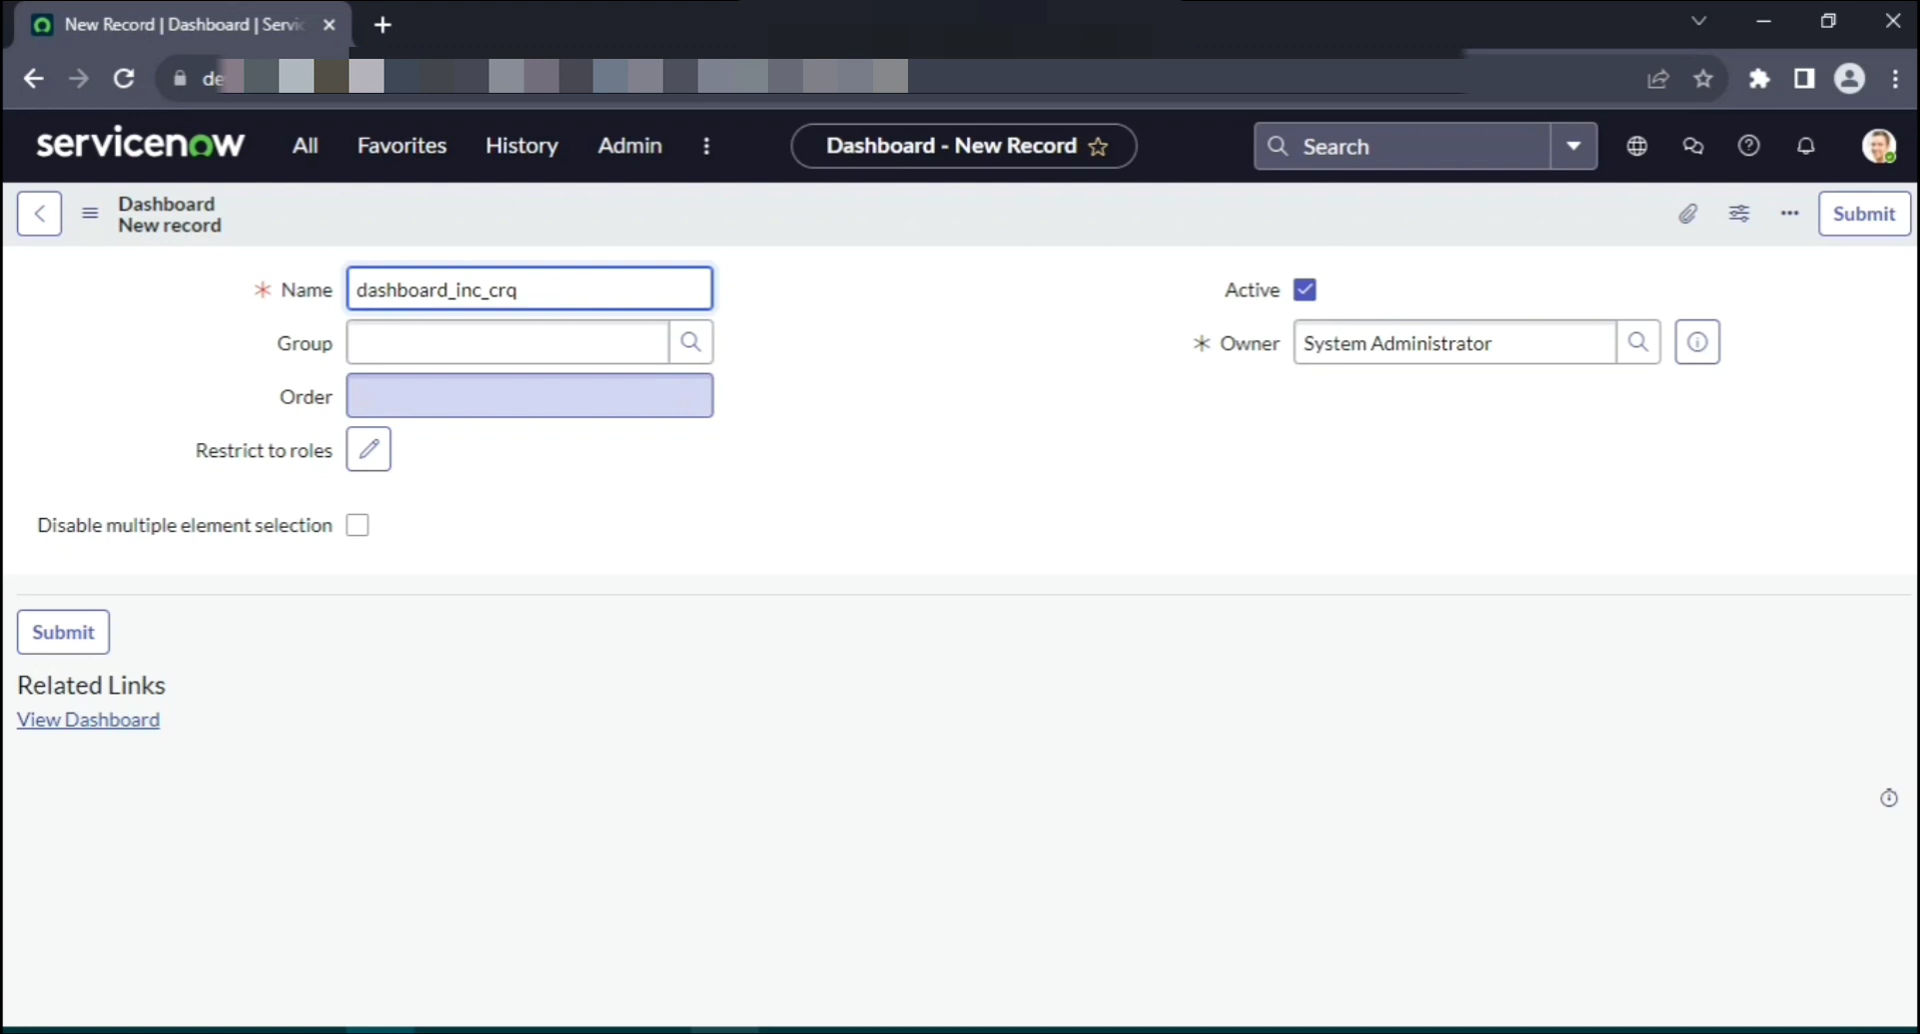 New Record | Dashboard | Servi
de
servicenow
All
Favorites
History
Admin
Dashboard - New Record
Search
Dashboard
New record
Submit
* Name
dashboard_inc_crq
Active
Group
* Owner
System Administrator
Order
Restrict to roles
Disable multiple element selection
Submit
Related Links
View Dashboard